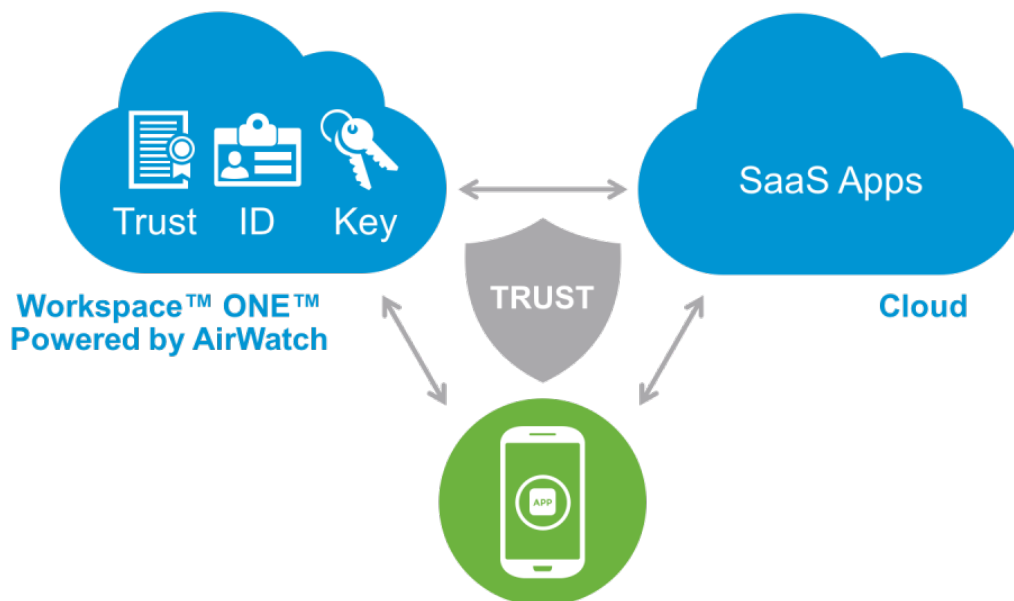 Trust ID Key
SaaS Apps
TRUST
Workspace™ ONE™
Powered by AirWatch
Cloud
APP